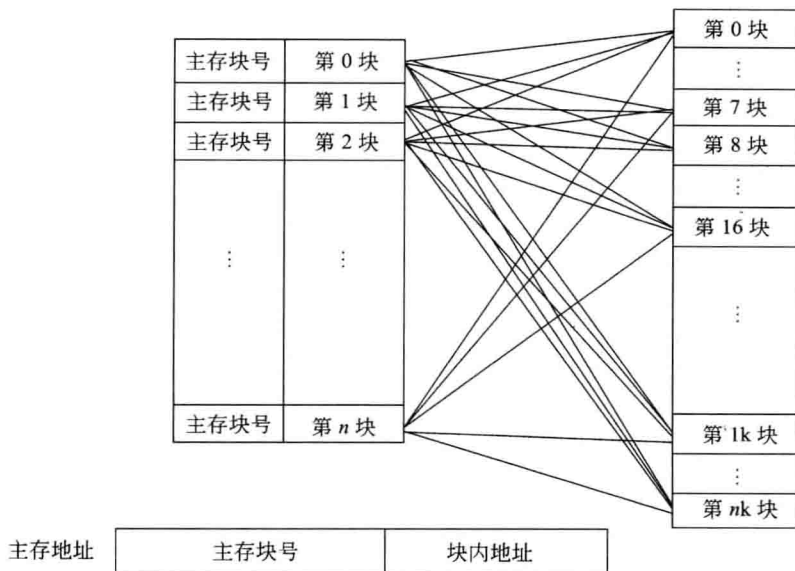 主存块号 第 0 块
主存块号 第 1 块
主存块号 第 2 块
⋮ ⋮
主存块号 第 n 块
第 0 块
⋮
第 7 块
第 8 块
⋮
第 16 块
⋮
第 1k 块
⋮
第 nk 块
主存地址 主存块号 块内地址